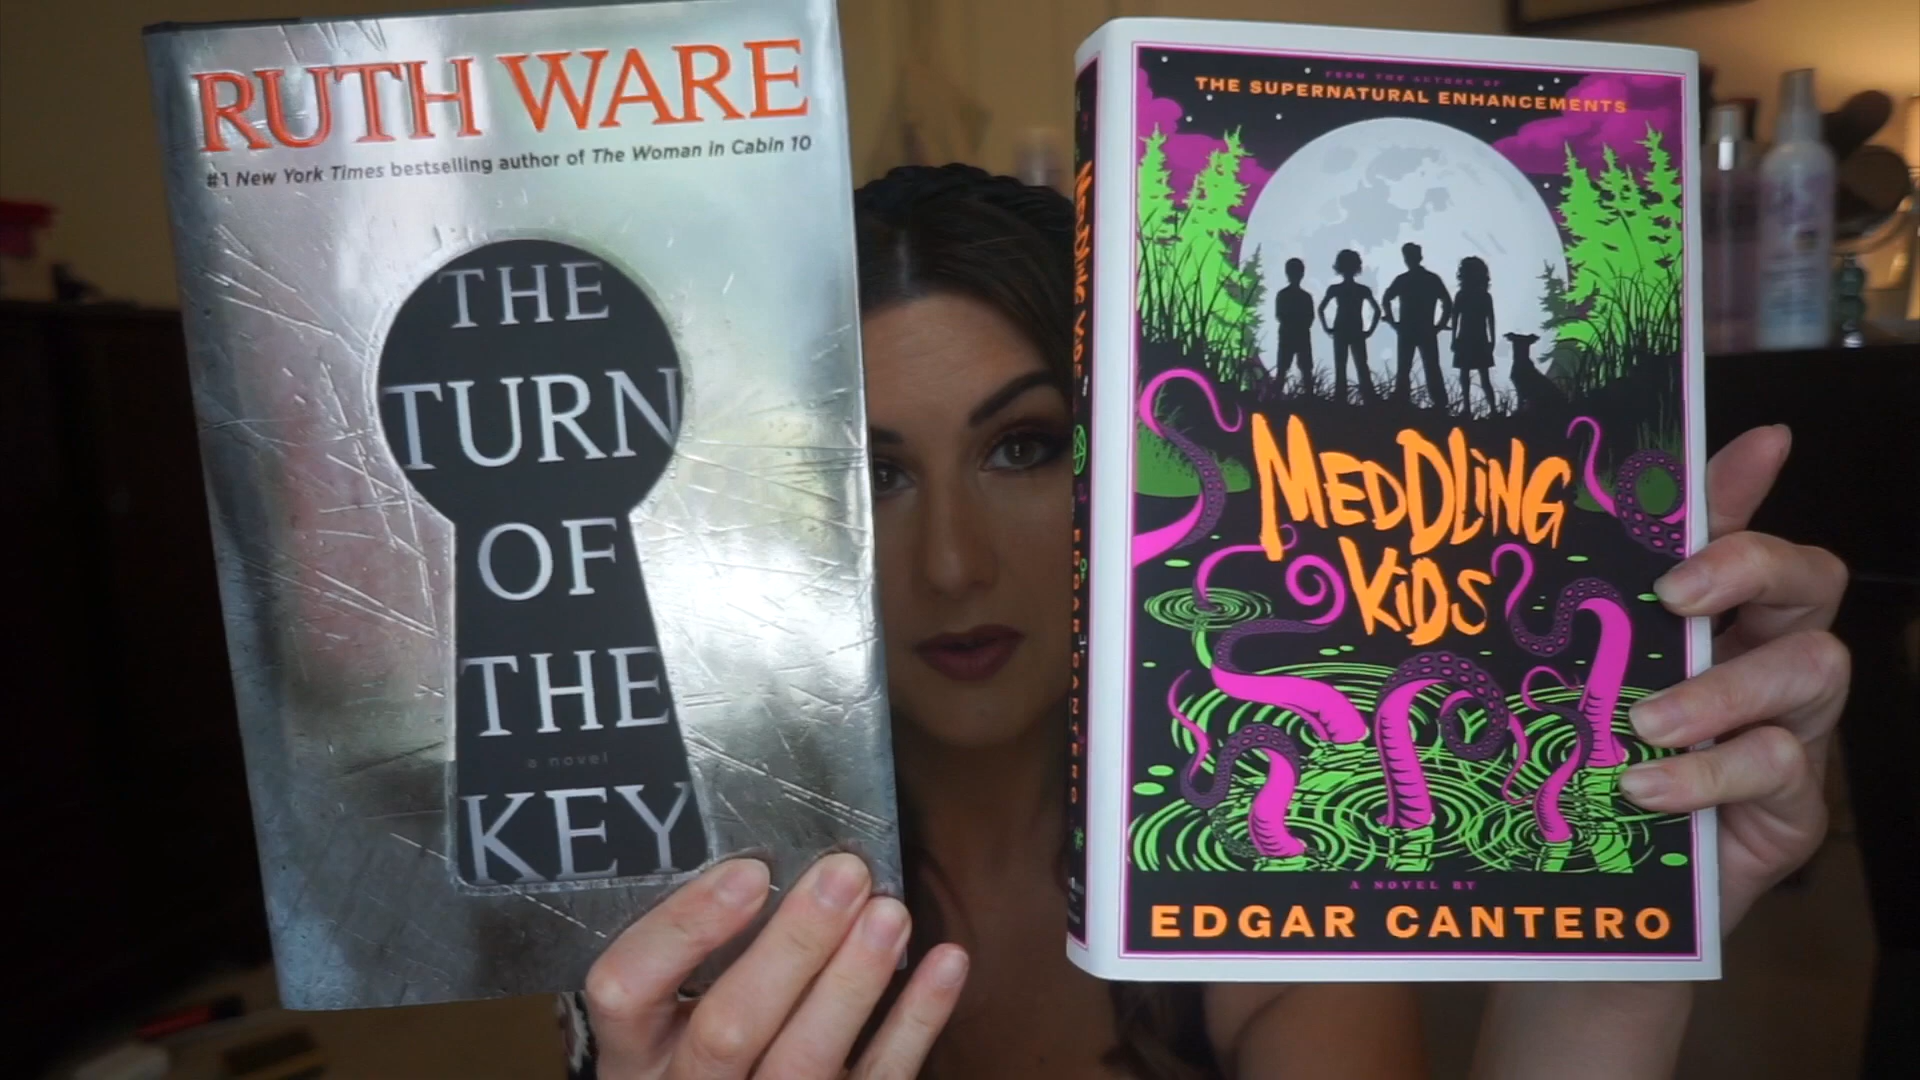 RUTH WARE
#1 New York Times bestselling author of The Woman in Cabin 10
THE
TURN
OF
THE
a novel
KEY
FROM THE AUTHOR OF
THE SUPERNATURAL ENHANCEMENTS
MEDDLiNG
KiDS
A NOVEL BY
EDGAR CANTERO
MEDDLiNG KiDS
EDGAR CANTERO